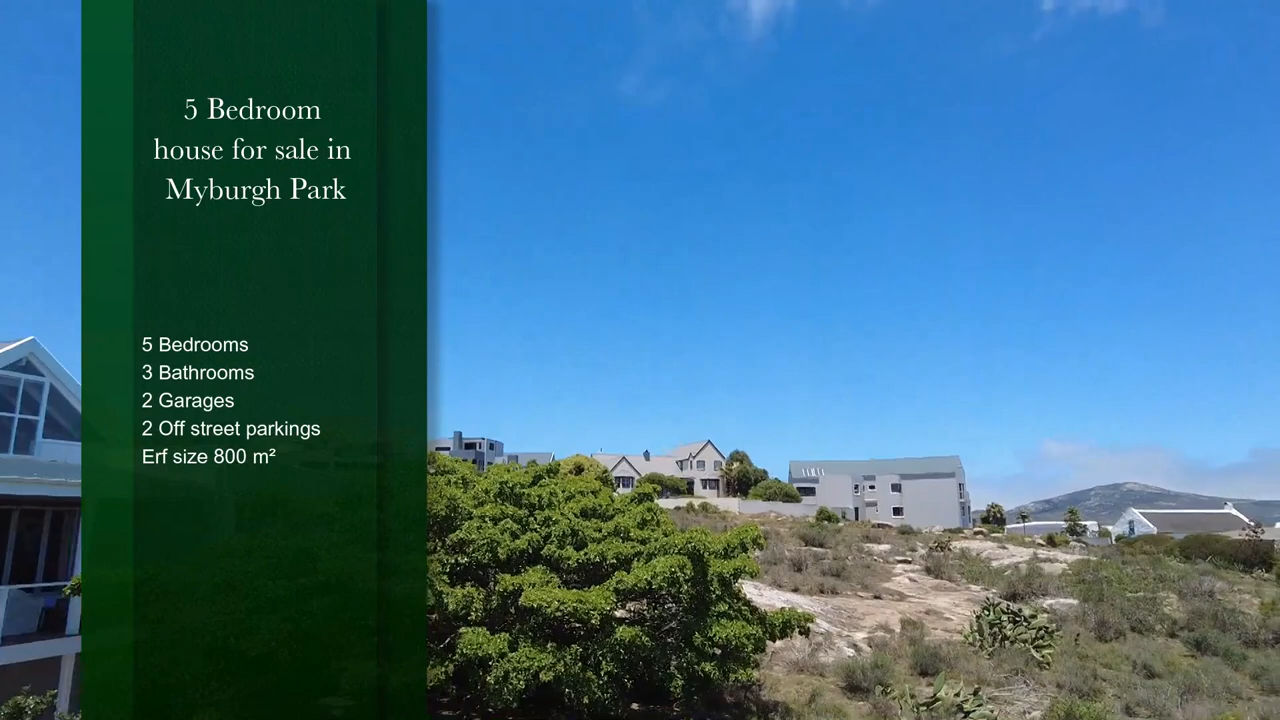 5 Bedroom
house for sale in
Myburgh Park
5 Bedrooms
3 Bathrooms
2 Garages
2 Off street parkings
Erf size 800 m²